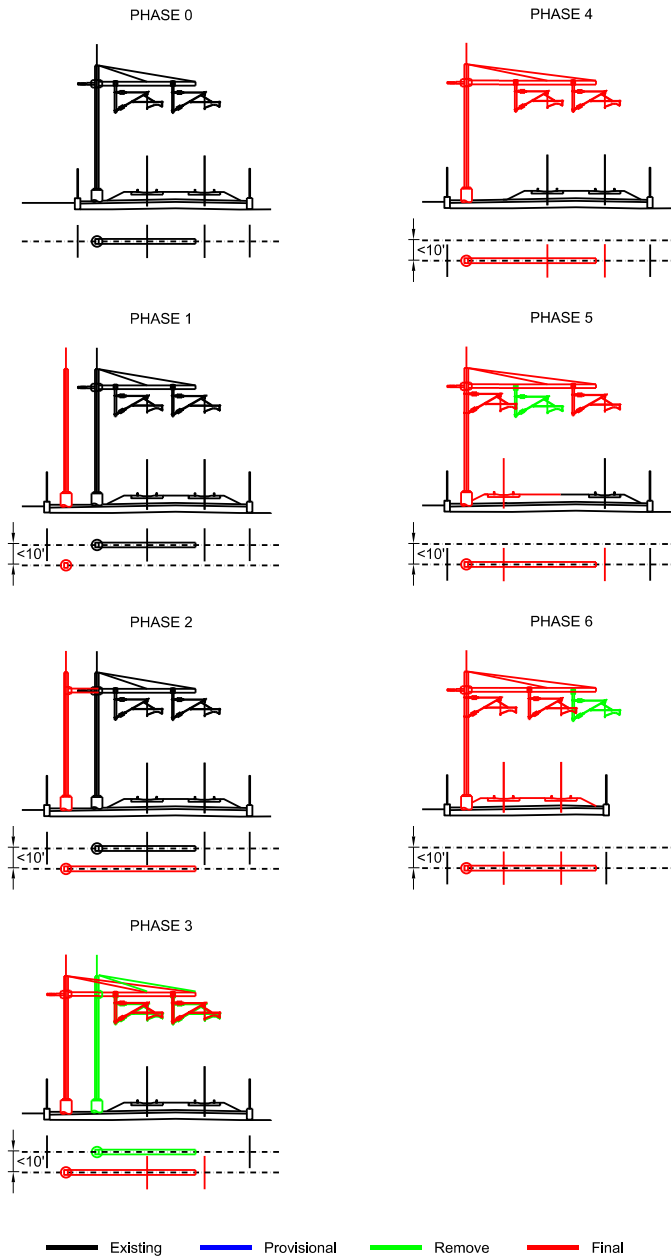 PHASE 0
PHASE 4
<10'
PHASE 1
<10'
PHASE 5
<10'
PHASE 2
<10'
PHASE 6
<10'
PHASE 3
<10'
Existing
Provisional
Remove
Final